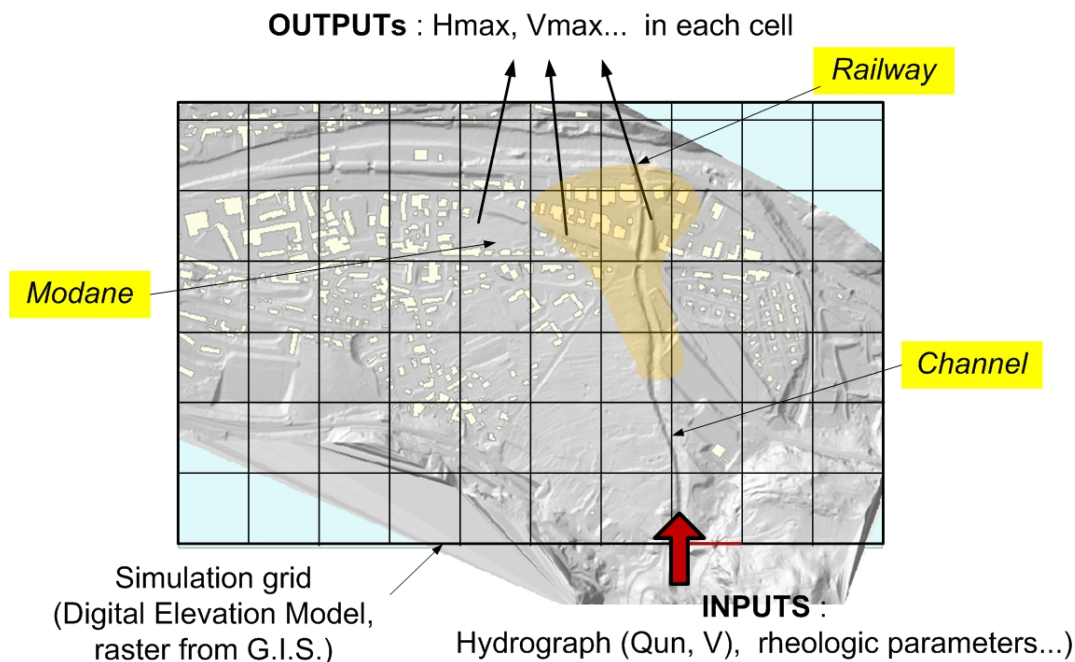 OUTPUTs : Hmax, Vmax... in each cell
Railway
Modane
Channel
Simulation grid
(Digital Elevation Model,
raster from G.I.S.)
INPUTS :
Hydrograph (Qun, V), rheologic parameters...)